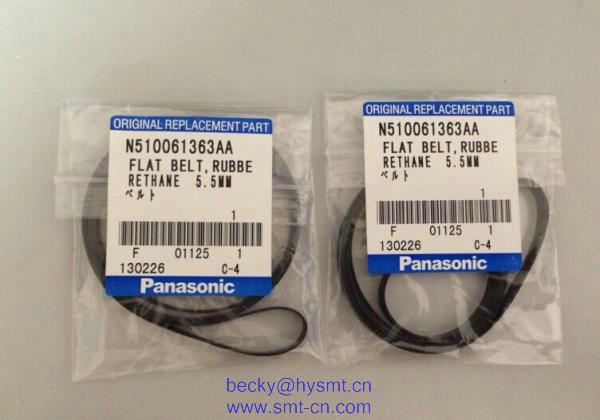 ORIGINAL REPLACEMENT PART
N510061363AA
FLAT BELT,RUBBE
RETHANE 5.5MM
ベルト
1
F 01125 1
130226 C-4
Panasonic
ORIGINAL REPLACEMENT PART
N510061363AA
FLAT BELT,RUBBE
RETHANE 5.5MM
ベルト
1
F 01125 1
130226 C-4
Panasonic
becky@hysmt.cn
www.smt-cn.com